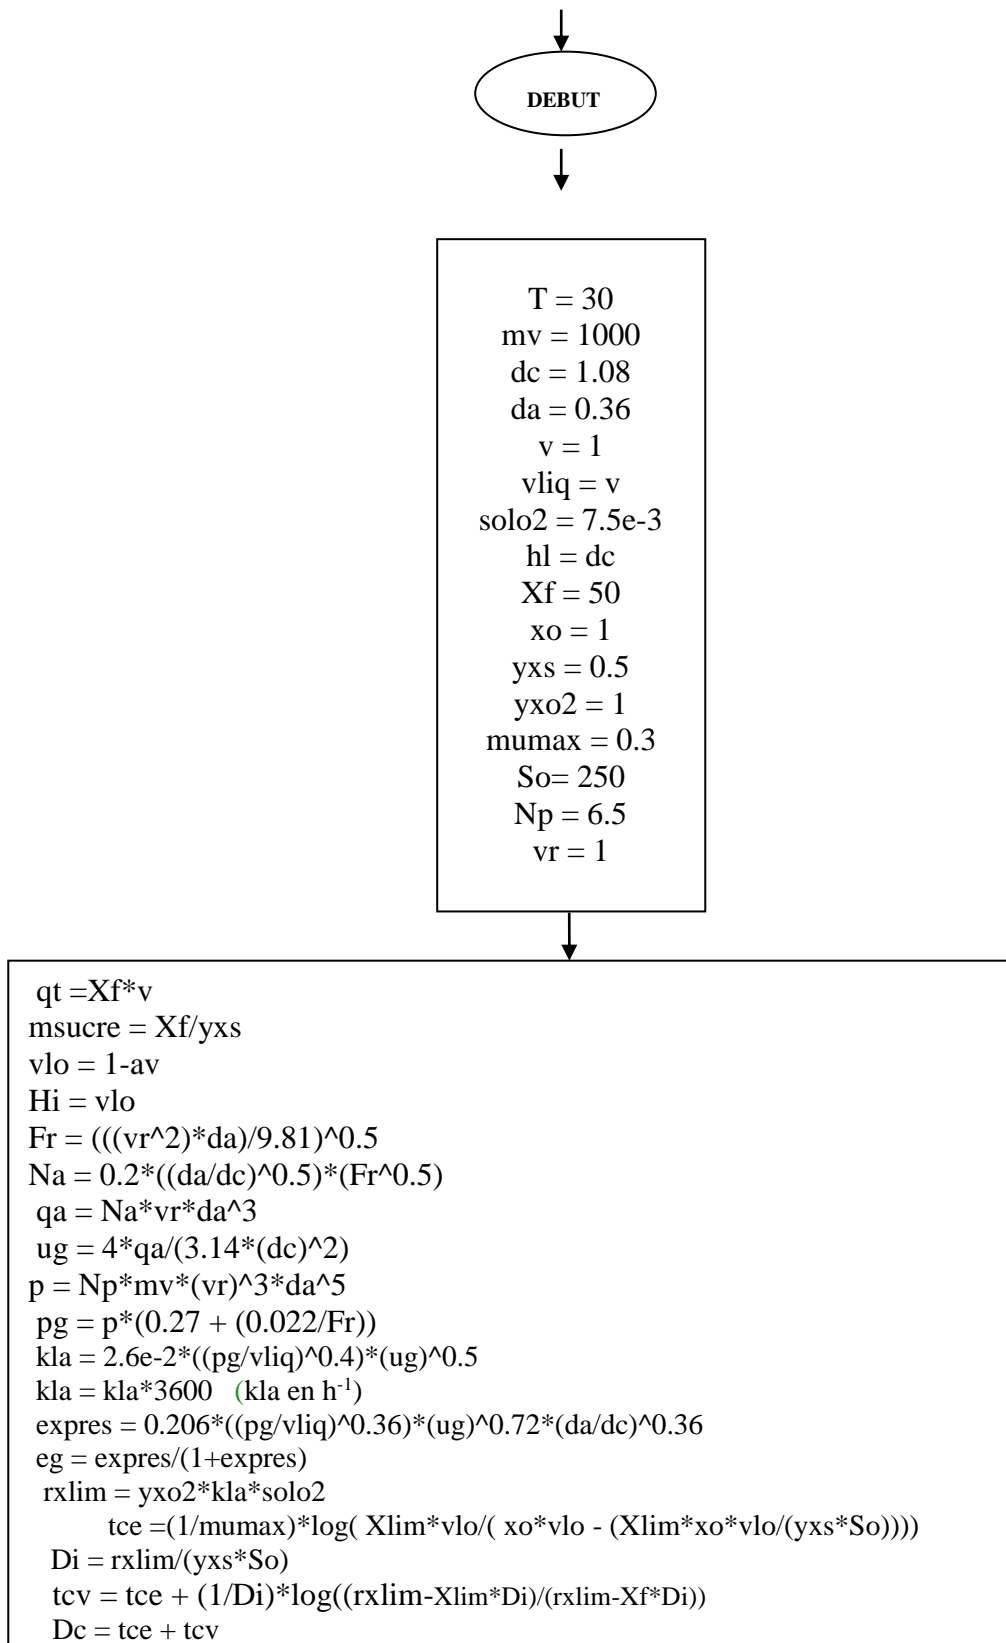 DEBUT
T = 30
mv = 1000
dc = 1.08
da = 0.36
v = 1
vliq = v
solo2 = 7.5e-3
hl = dc
Xf = 50
xo = 1
yxs = 0.5
yxo2 = 1
mumax = 0.3
So= 250
Np = 6.5
vr = 1
qt =Xf*v
msucre = Xf/yxs
vlo = 1-av
Hi = vlo
Fr = (((vr^2)*da)/9.81)^0.5
Na = 0.2*((da/dc)^0.5)*(Fr^0.5)
qa = Na*vr*da^3
ug = 4*qa/(3.14*(dc)^2)
p = Np*mv*(vr)^3*da^5
pg = p*(0.27 + (0.022/Fr))
kla = 2.6e-2*((pg/vliq)^0.4)*(ug)^0.5
kla = kla*3600 (kla en h⁻¹)
expres = 0.206*((pg/vliq)^0.36)*(ug)^0.72*(da/dc)^0.36
eg = expres/(1+expres)
rxlim = yxo2*kla*solo2
tce =(1/mumax)*log( Xlim*vlo/( xo*vlo - (Xlim*xo*vlo/(yxs*So))))
Di = rxlim/(yxs*So)
tcv = tce + (1/Di)*log((rxlim-Xlim*Di)/(rxlim-Xf*Di))
Dc = tce + tcv